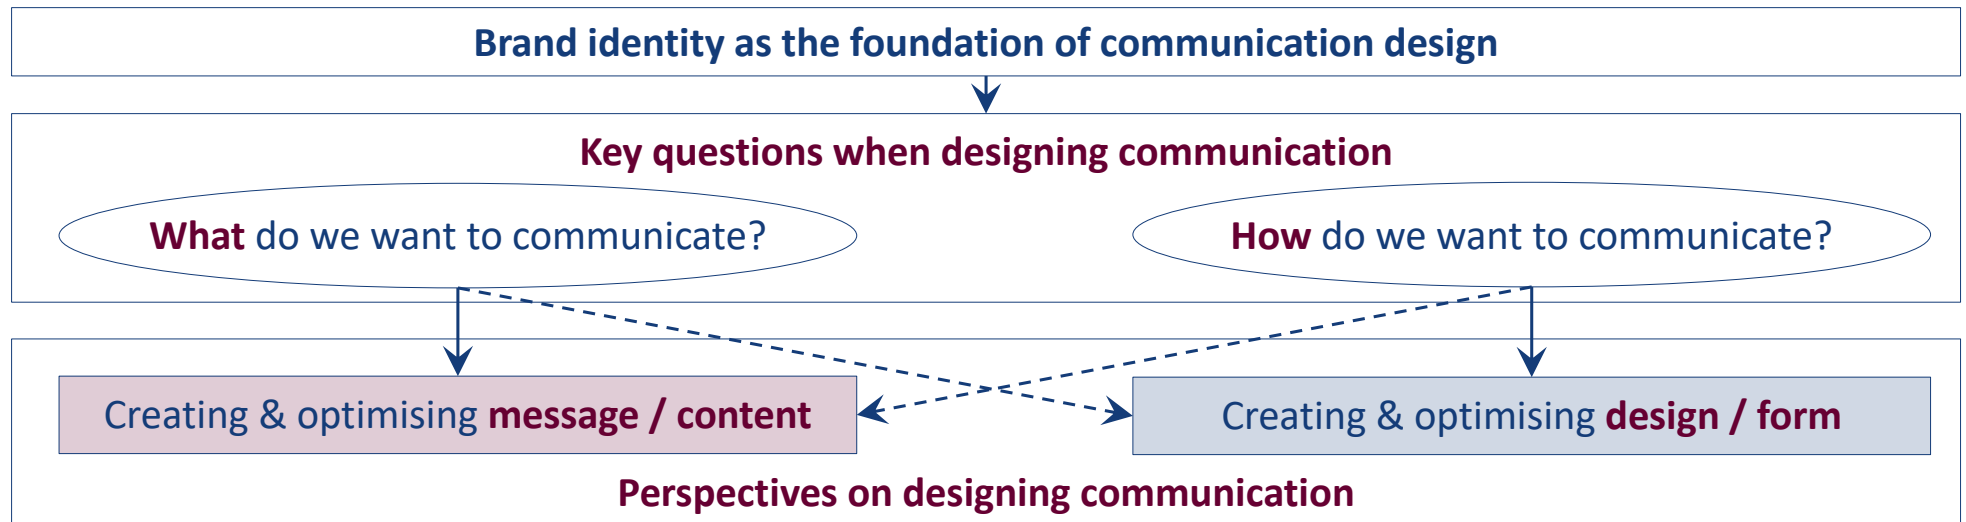 Brand identity as the foundation of communication design
Key questions when designing communication
What do we want to communicate?
How do we want to communicate?
Creating & optimising message / content
Creating & optimising design / form
Perspectives on designing communication